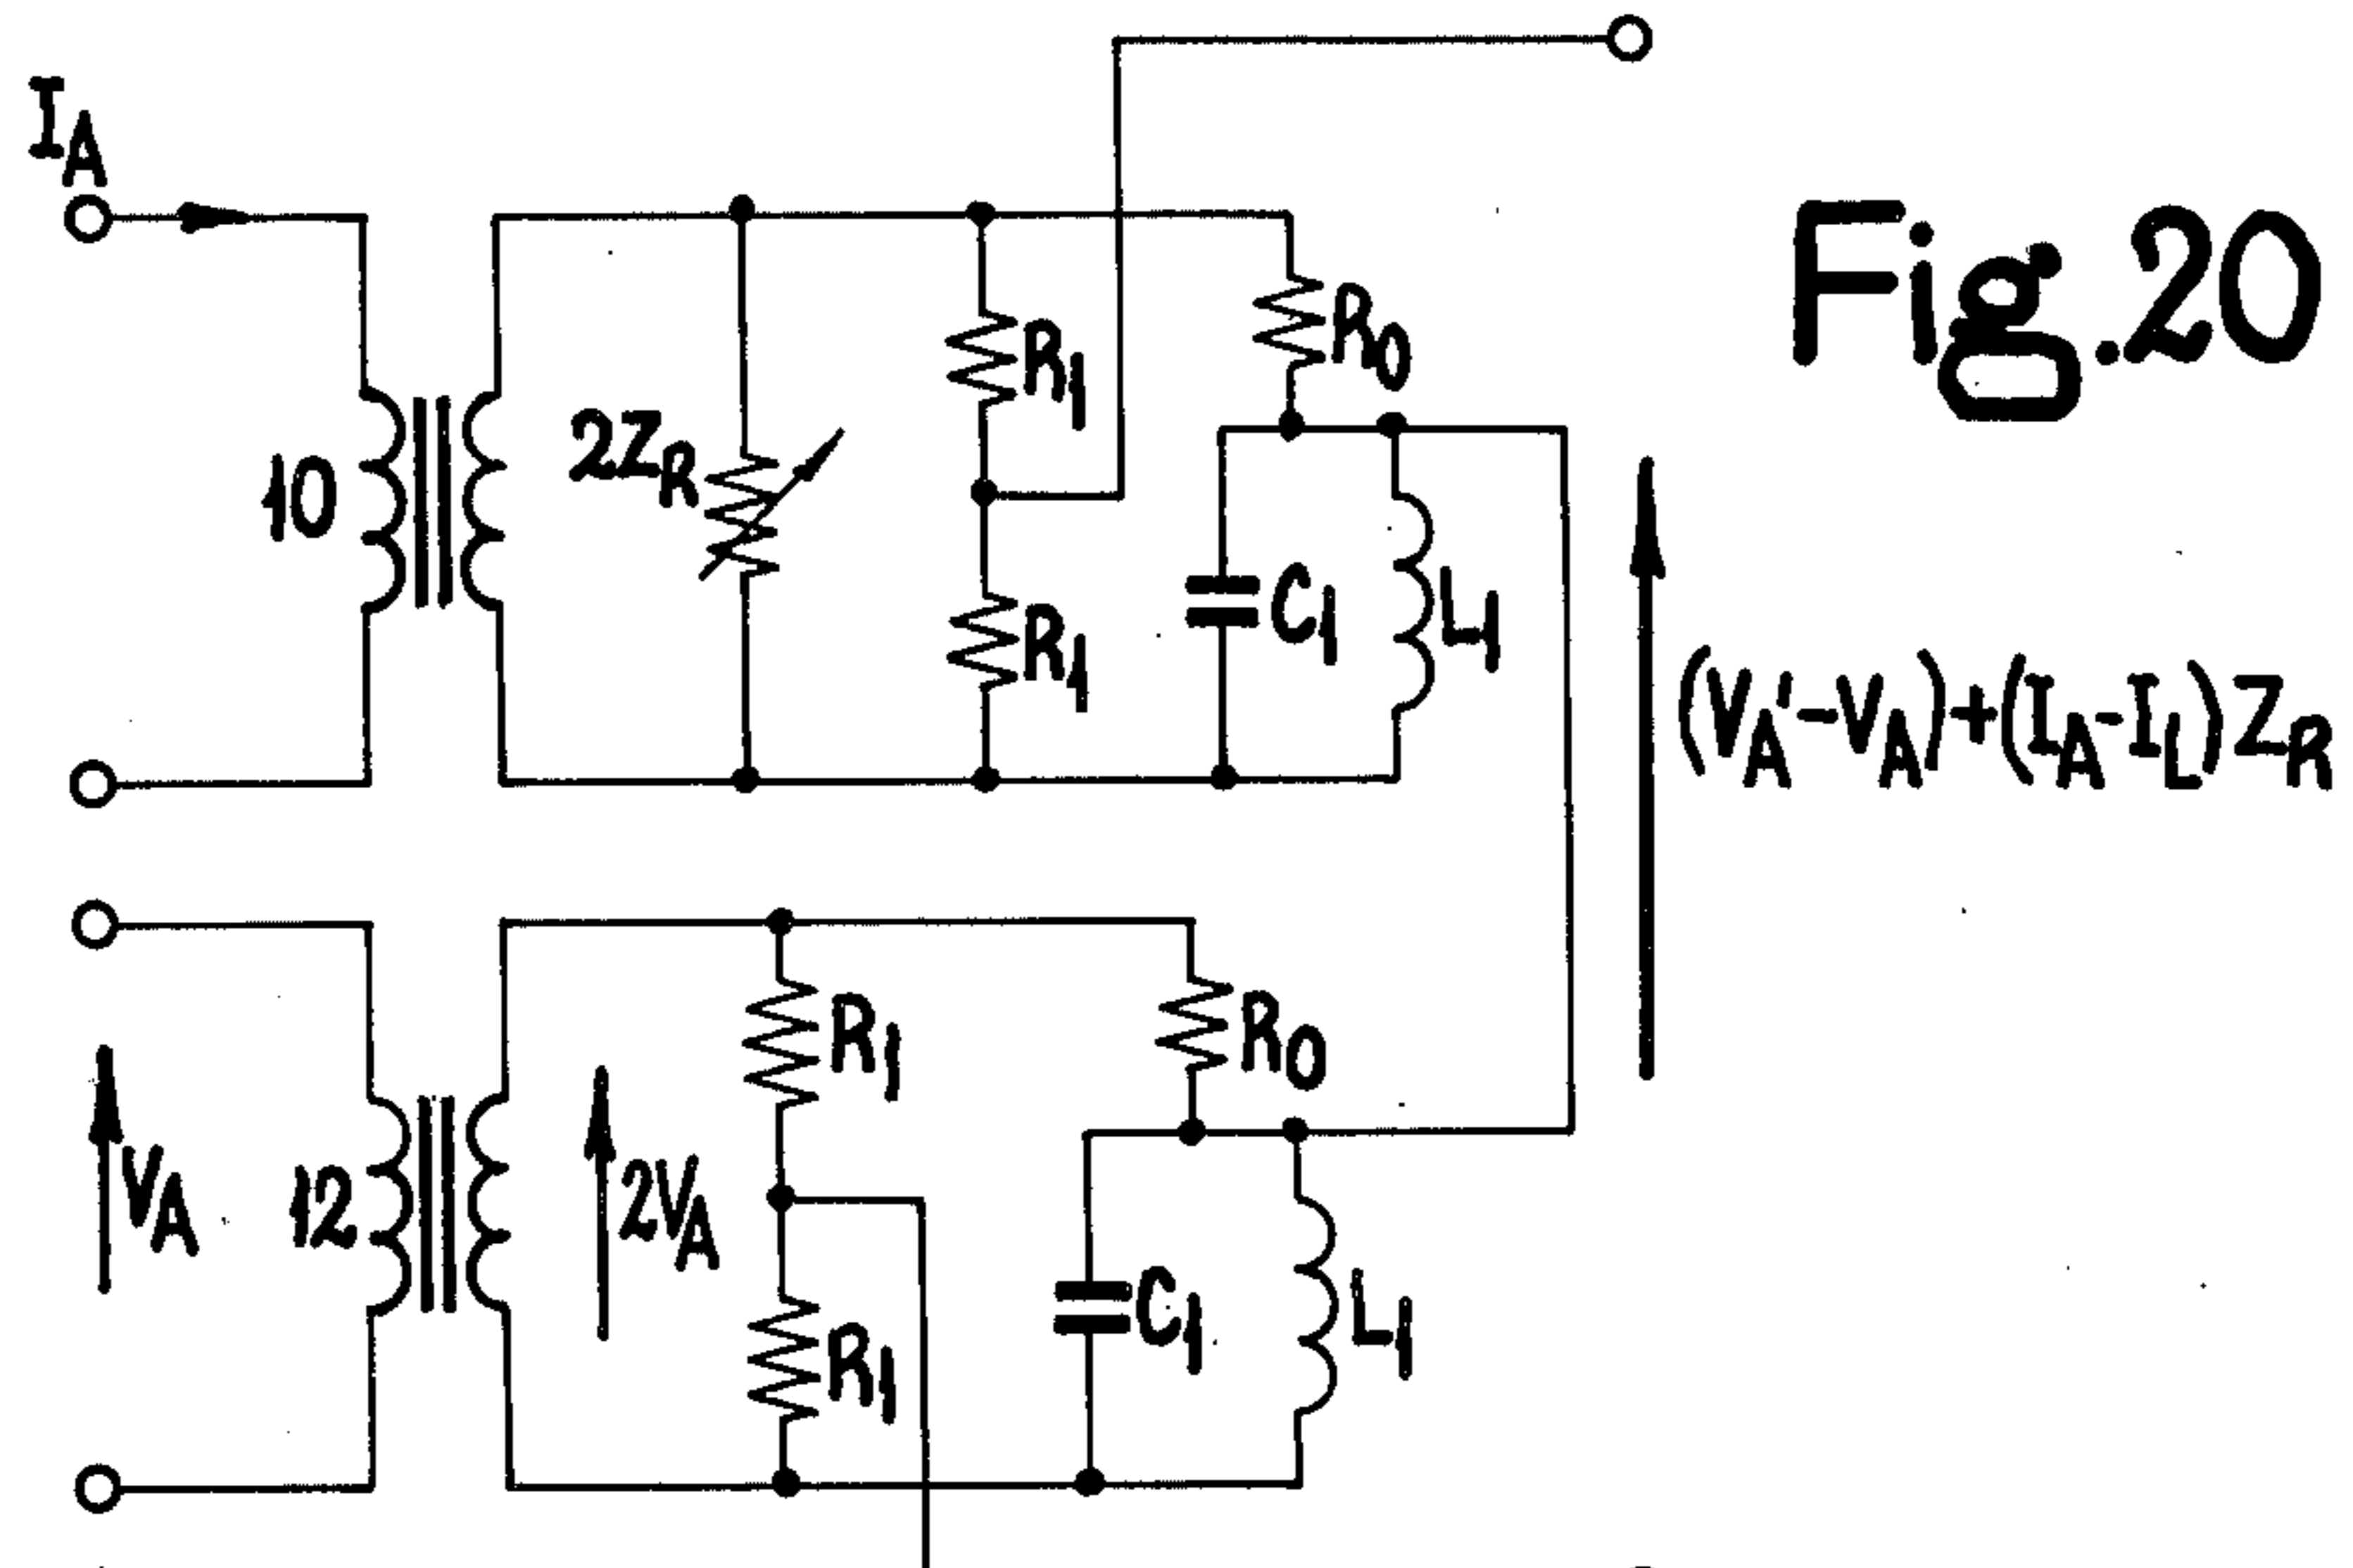 I_A
Fig.20
R_1
R_0
2Z_R
10
C_1
L_1
R_1
(V_A'-V_A)+(I_A-I_L)Z_R
R_1
R_0
V_A
12
2V_A
C_1
L_1
R_1